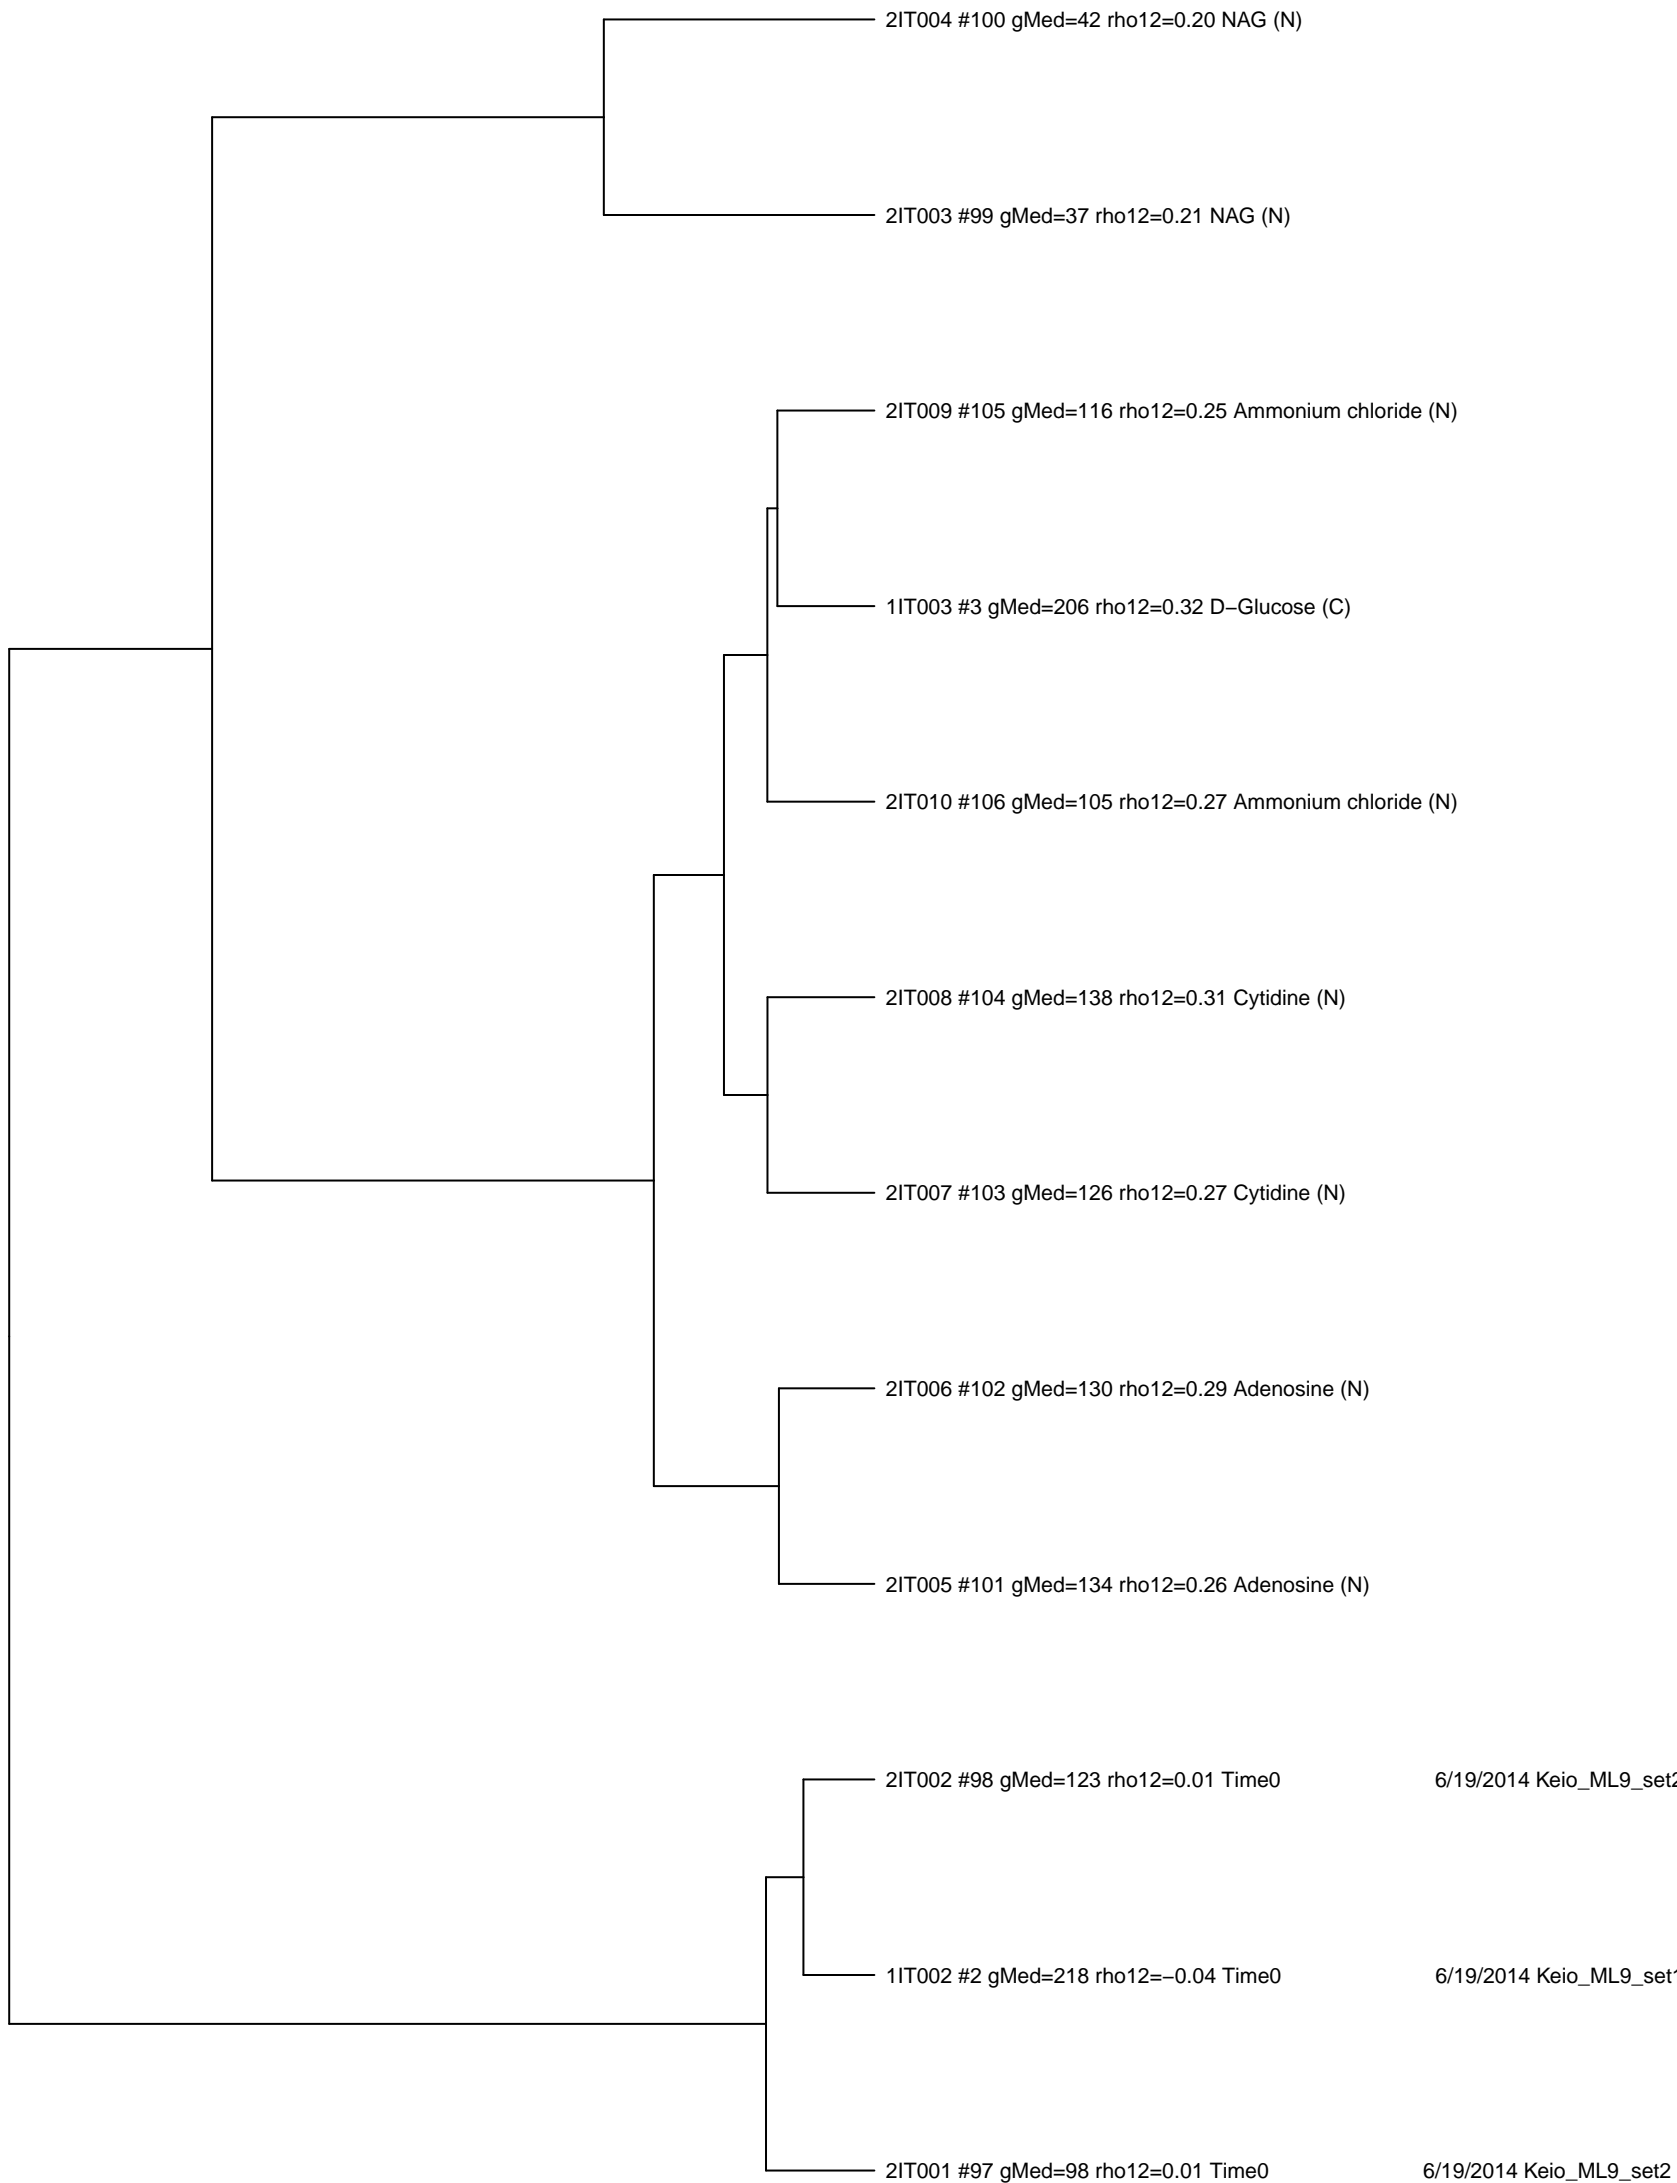 2IT004 #100 gMed=42 rho12=0.20 NAG (N)
2IT003 #99 gMed=37 rho12=0.21 NAG (N)
2IT009 #105 gMed=116 rho12=0.25 Ammonium chloride (N)
1IT003 #3 gMed=206 rho12=0.32 D−Glucose (C)
2IT010 #106 gMed=105 rho12=0.27 Ammonium chloride (N)
2IT008 #104 gMed=138 rho12=0.31 Cytidine (N)
2IT007 #103 gMed=126 rho12=0.27 Cytidine (N)
2IT006 #102 gMed=130 rho12=0.29 Adenosine (N)
2IT005 #101 gMed=134 rho12=0.26 Adenosine (N)
2IT002 #98 gMed=123 rho12=0.01 Time0 6/19/2014 Keio_ML9_set2
1IT002 #2 gMed=218 rho12=−0.04 Time0 6/19/2014 Keio_ML9_set1
2IT001 #97 gMed=98 rho12=0.01 Time0 6/19/2014 Keio_ML9_set2